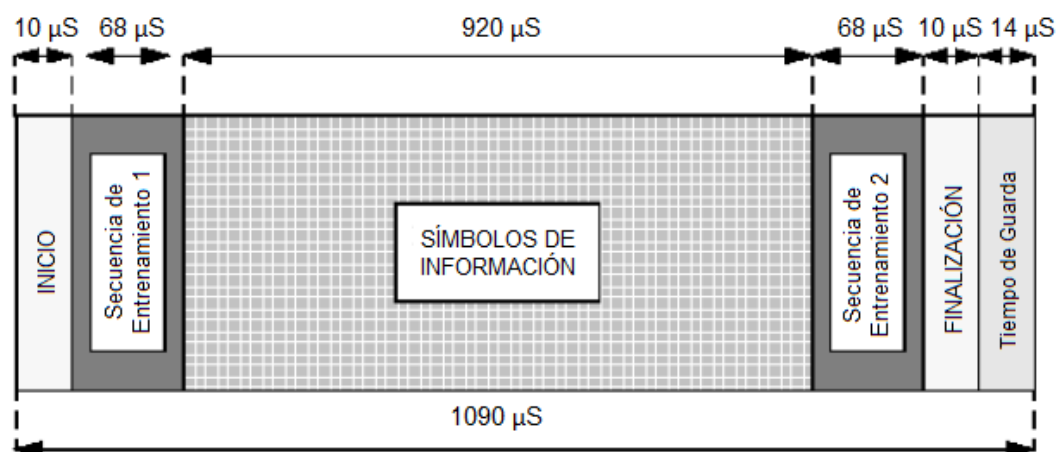 10 µS 68 µS 920 µS 68 µS 10 µS 14 µS
INICIO
Secuencia de
Entrenamiento 1
SÍMBOLOS DE
INFORMACIÓN
Secuencia de
Entrenamiento 2
FINALIZACIÓN
Tiempo de Guarda
1090 µS